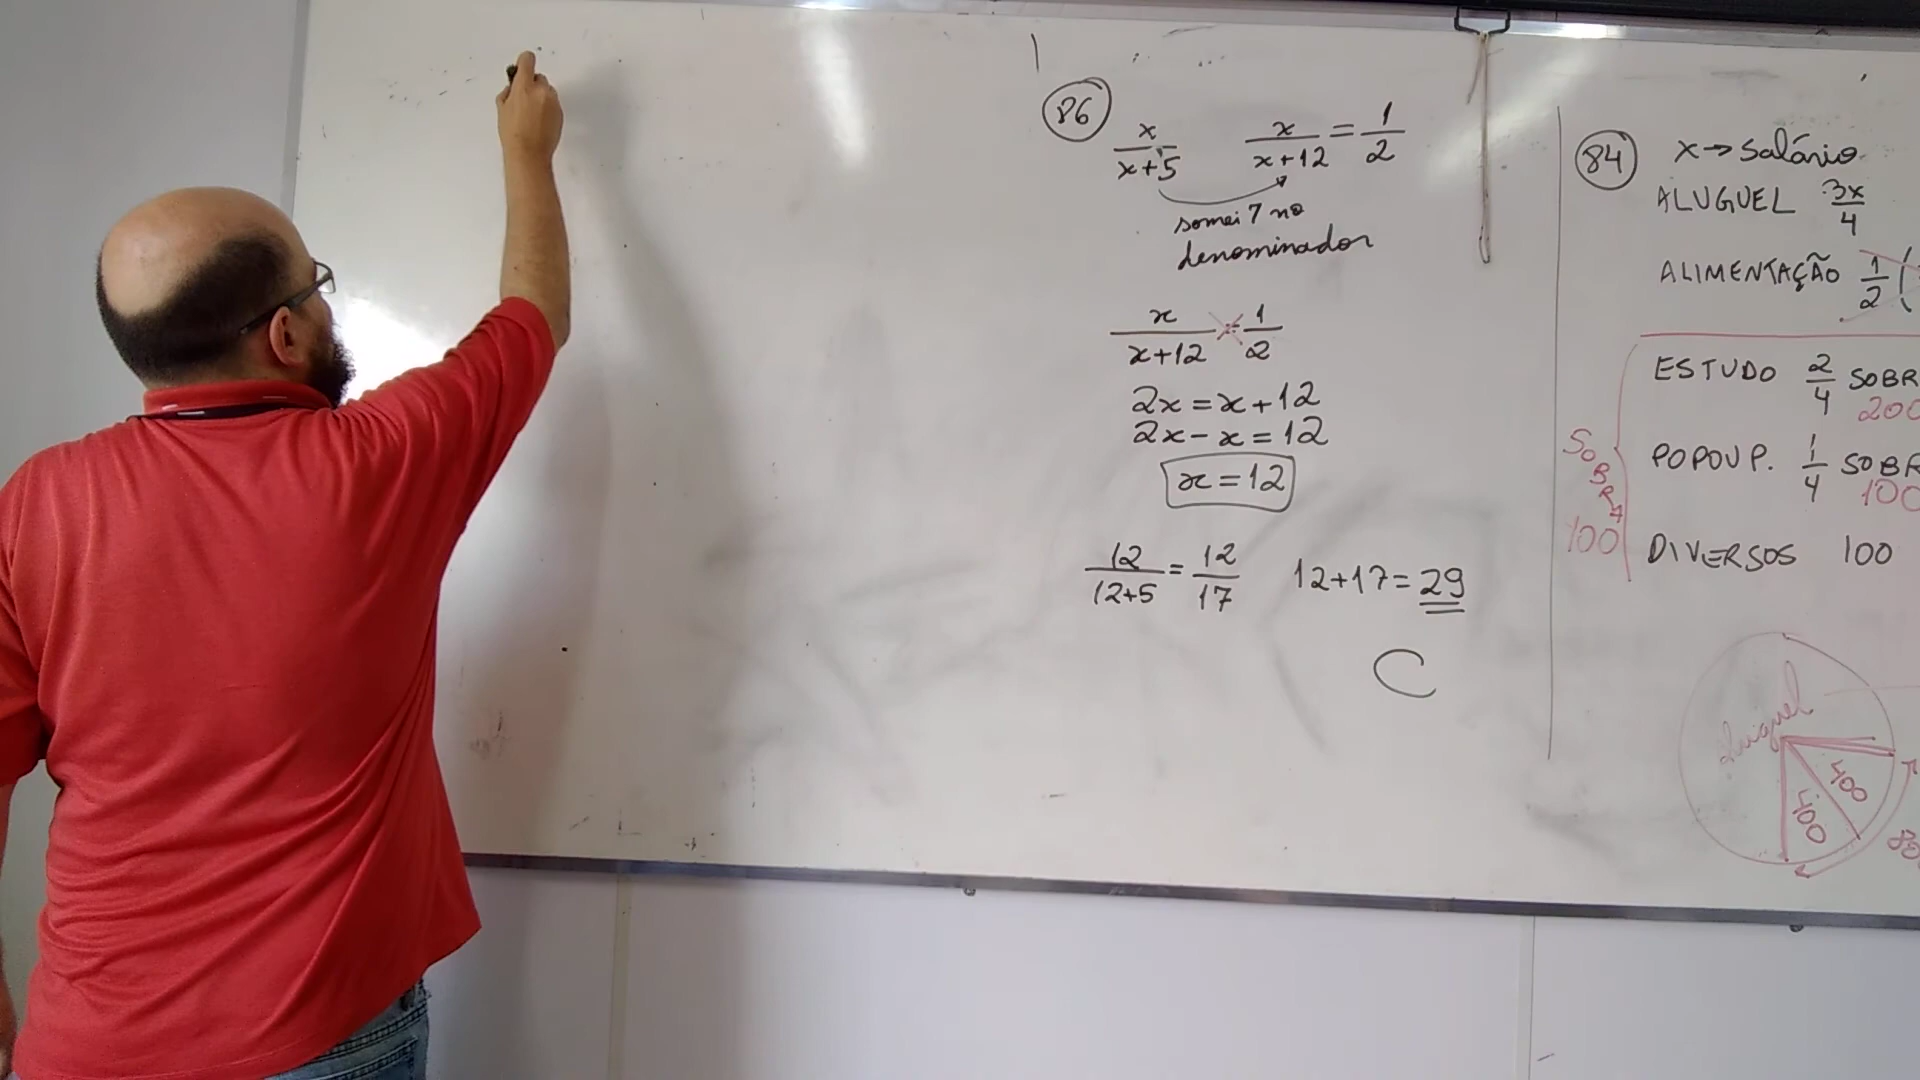 86
x/(x+5) x/(x+12) = 1/2
somei 7 no
denominador
x/(x+12) = 1/2
2x = x + 12
2x - x = 12
x = 12
12/(12+5) = 12/17 12+17 = 29
C
84 x → Salário
ALUGUEL 3x/4
ALIMENTAÇÃO 1/2 (
ESTUDO 2/4 SOBR
200
POPOUP. 1/4 SOBR
100
DIVERSOS 100
SOBRA
100
Aluguel
400
400